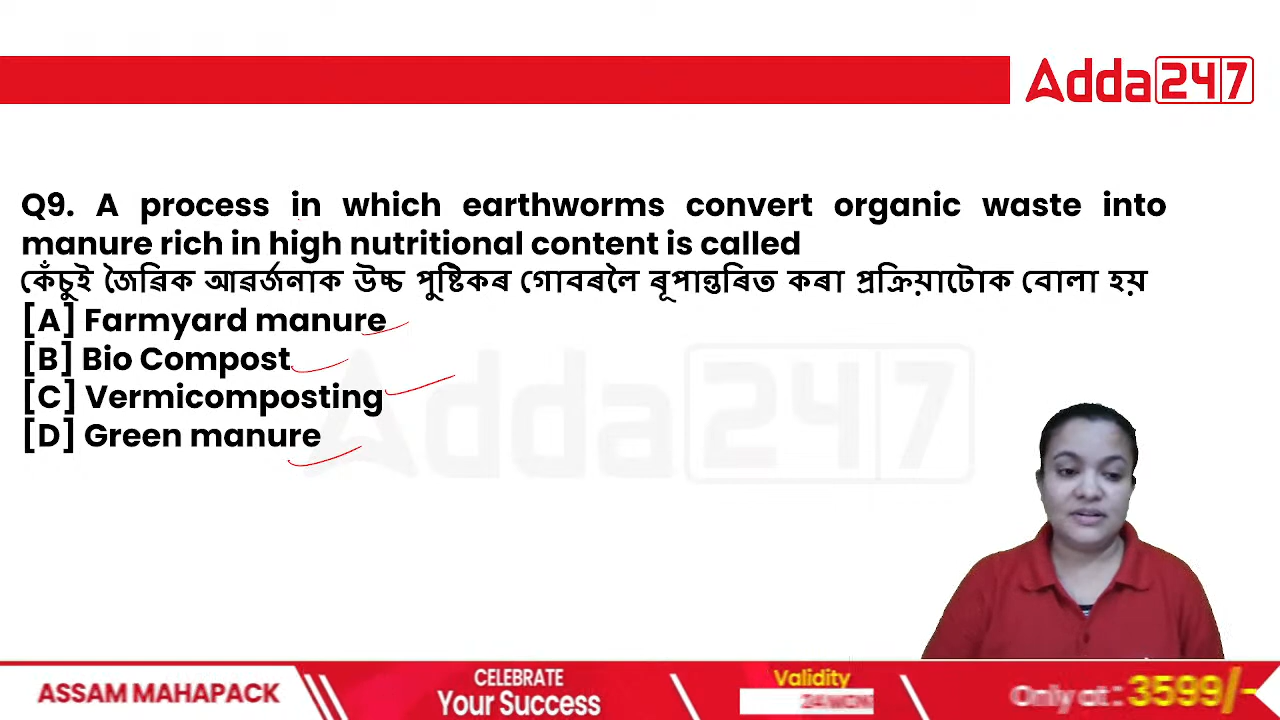 Adda247
Q9. A process in which earthworms convert organic waste into
manure rich in high nutritional content is called
কেঁচুই জৈৱিক আৱৰ্জনাক উচ্চ পুষ্টিকৰ গোবৰলৈ ৰূপান্তৰিত কৰা প্ৰক্ৰিয়াটোক বোলা হয়
[A] Farmyard manure
[B] Bio Compost
[C] Vermicomposting
[D] Green manure
Adda247
ASSAM MAHAPACK
CELEBRATE
Your Success
Validity
Only at : 3599/-